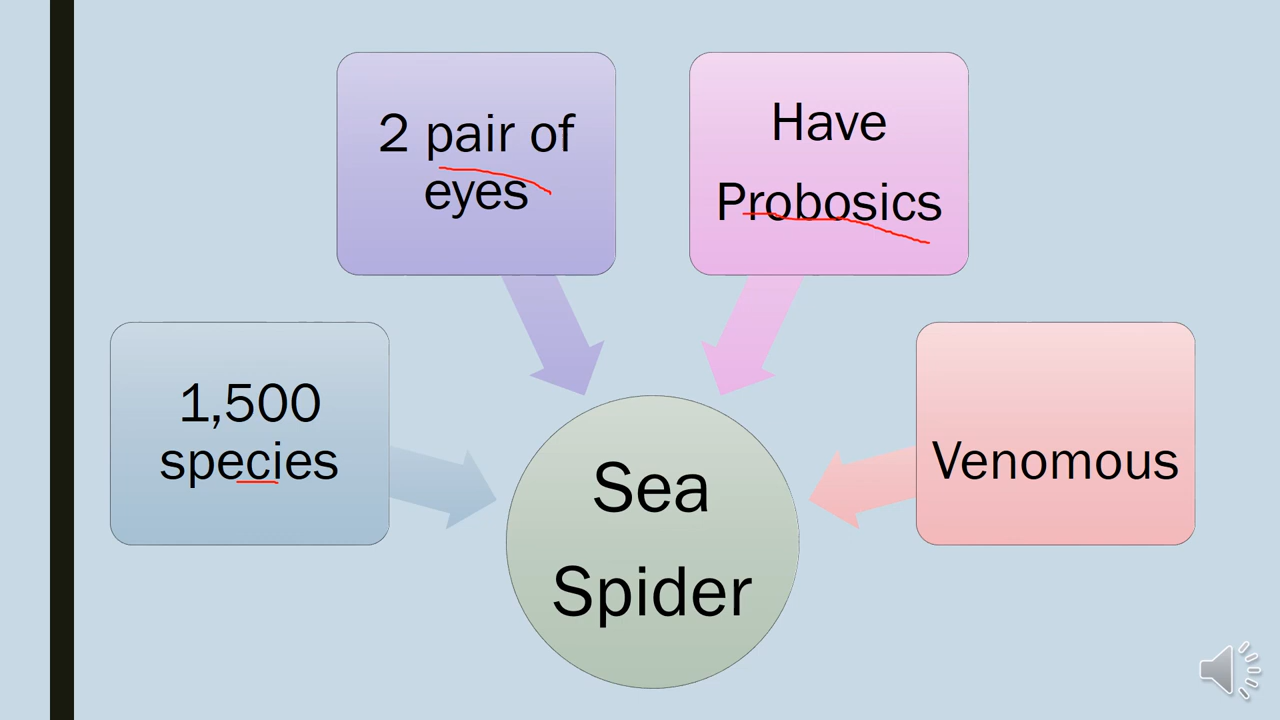 2 pair of
eyes
Have
Probosics
1,500
species
Venomous
Sea
Spider